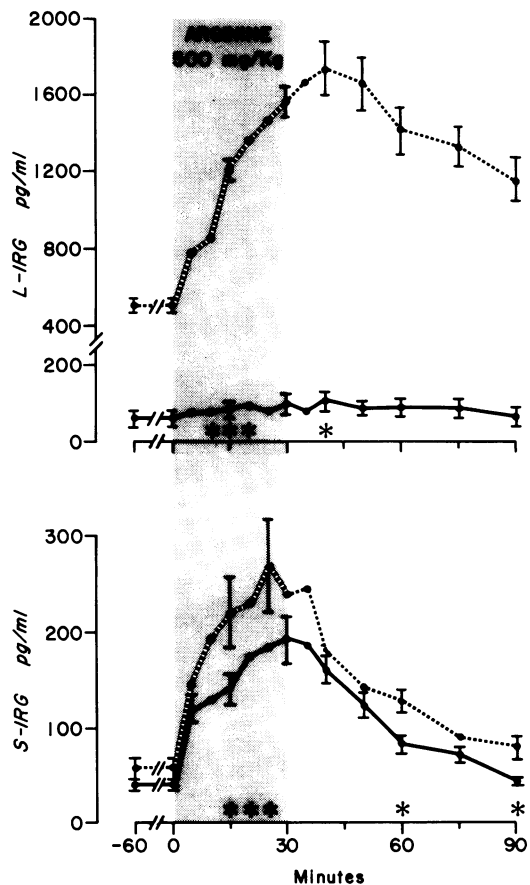 2000
ARGININE
500 mg/Kg
1600
1200
800
400
200
0
L-IRG pg/ml
* * * *
300
200
100
0
S-IRG pg/ml
* * * * *
-60 0 30 60 90
Minutes